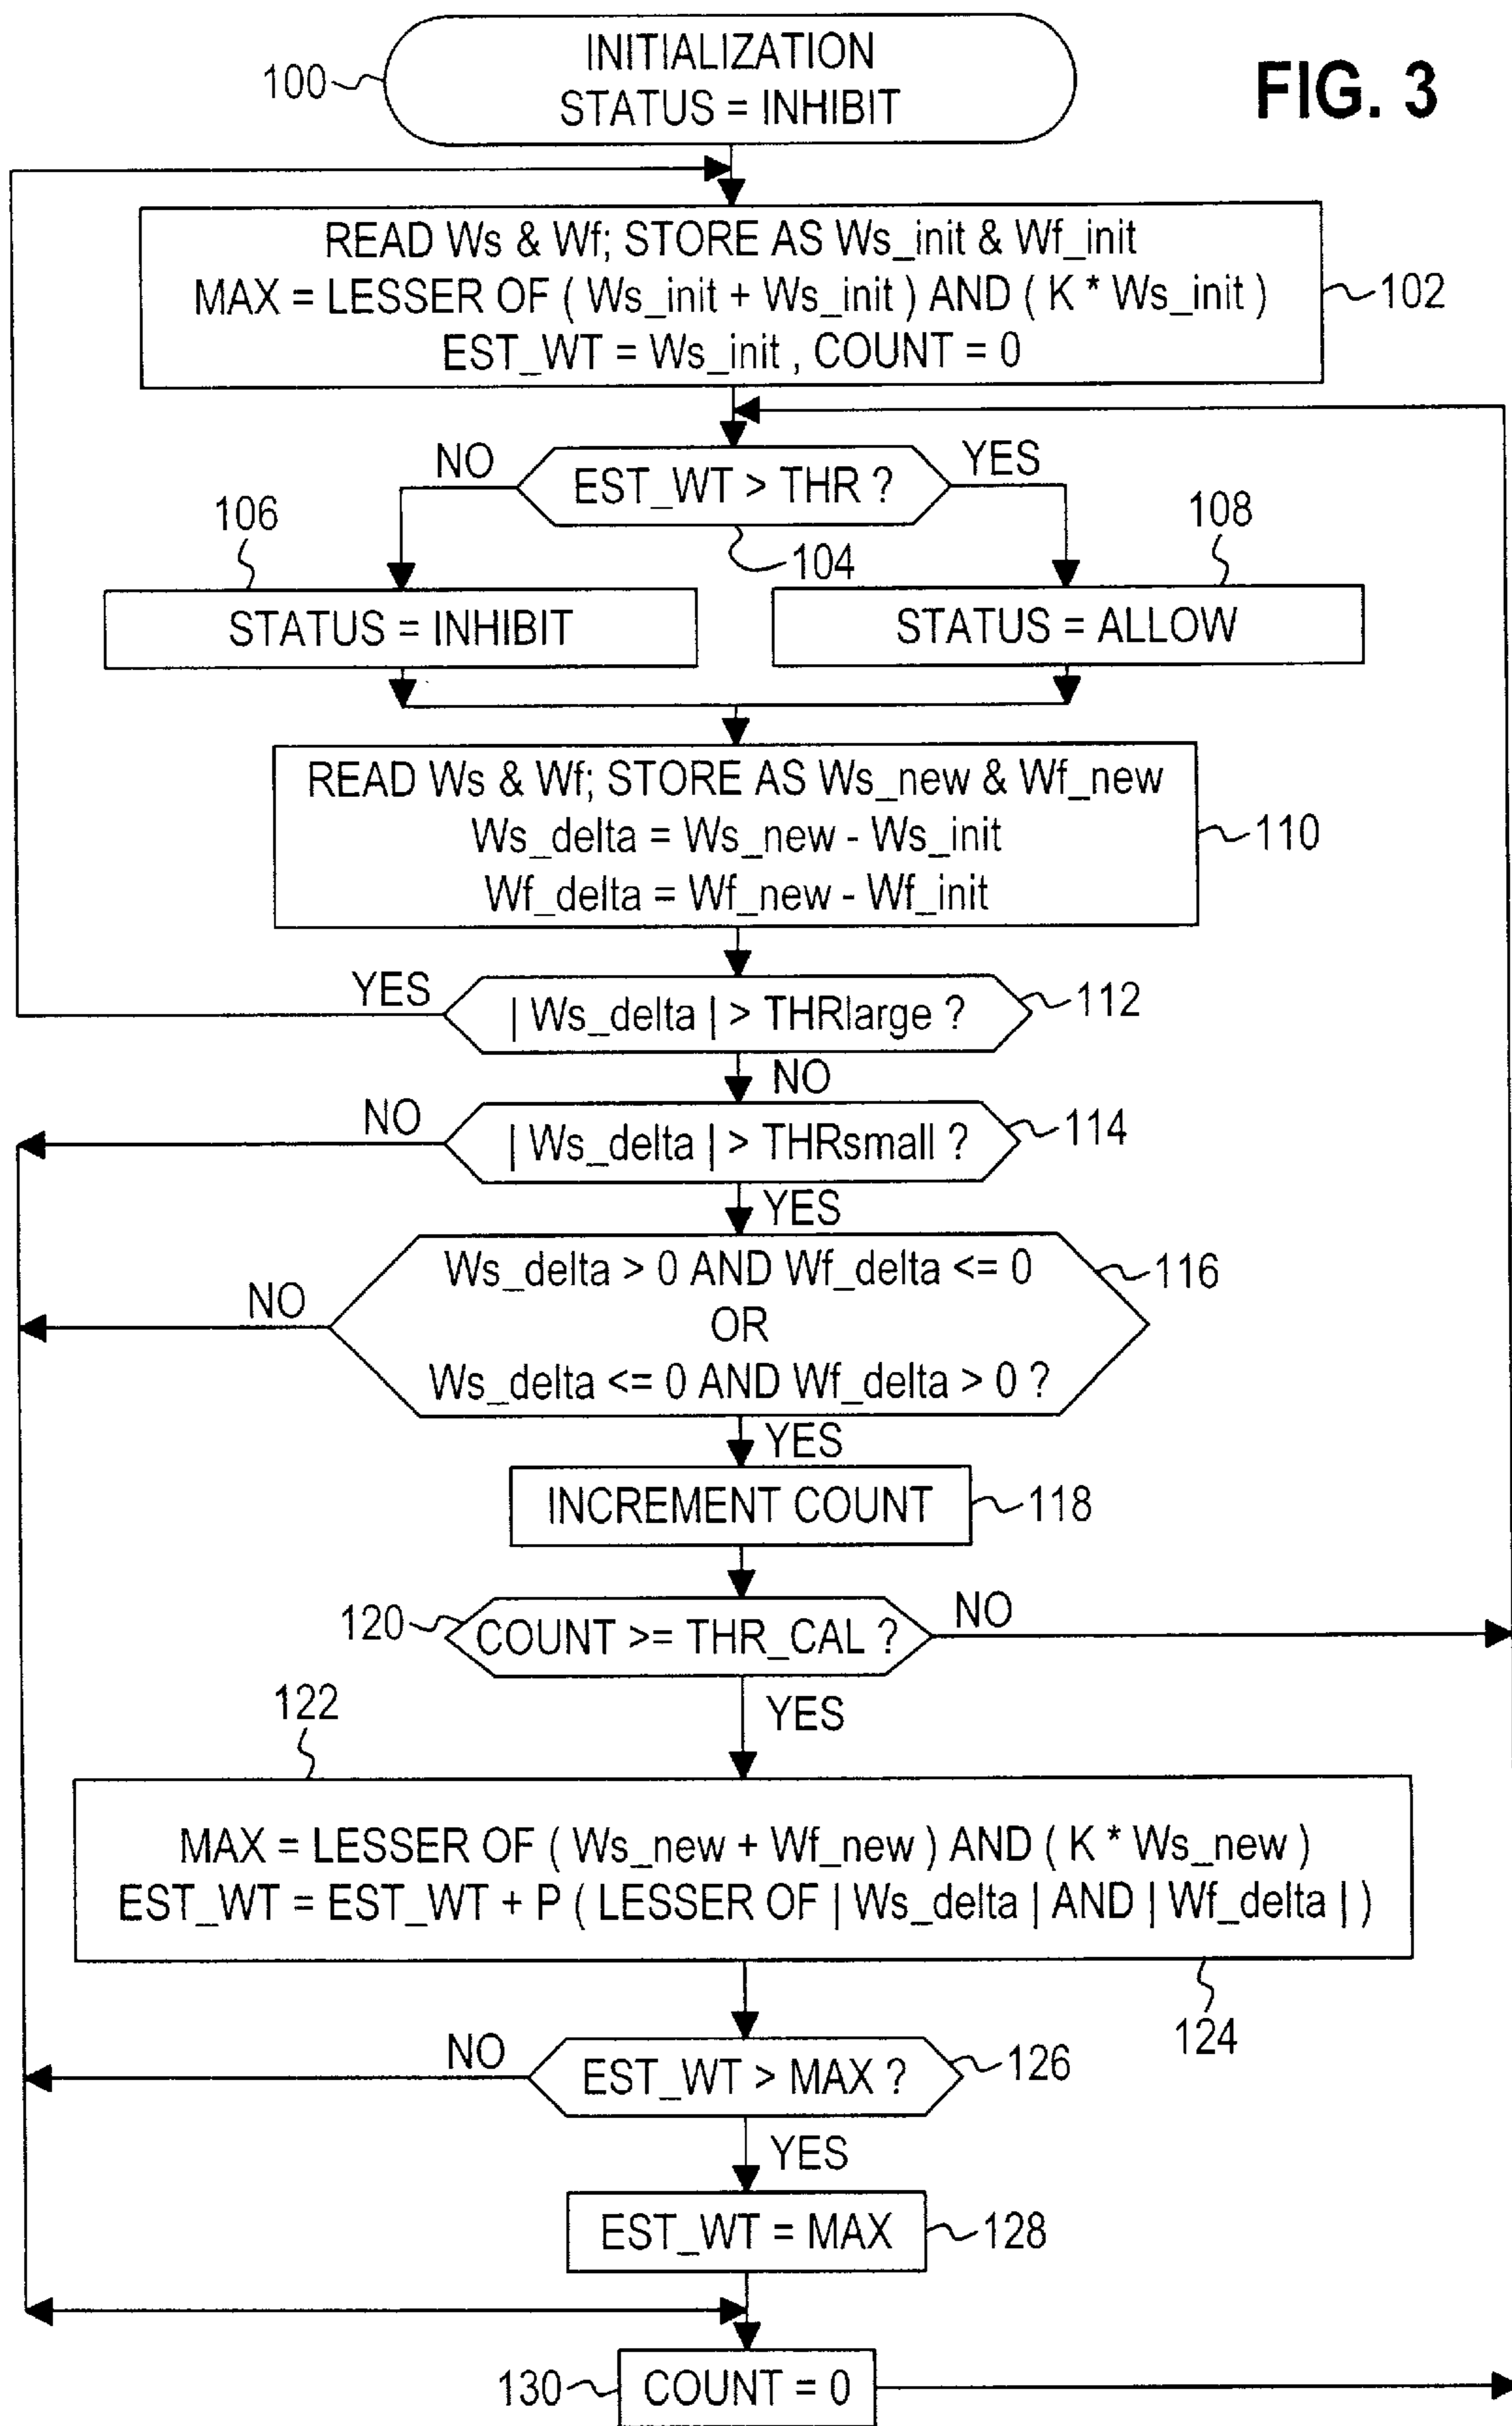 FIG. 3
100
INITIALIZATION
STATUS = INHIBIT
READ Ws & Wf; STORE AS Ws_init & Wf_init
MAX = LESSER OF ( Ws_init + Ws_init ) AND ( K * Ws_init )
EST_WT = Ws_init , COUNT = 0
102
NO
EST_WT > THR ?
YES
104
106
108
STATUS = INHIBIT
STATUS = ALLOW
READ Ws & Wf; STORE AS Ws_new & Wf_new
Ws_delta = Ws_new - Ws_init
Wf_delta = Wf_new - Wf_init
110
YES
| Ws_delta | > THRlarge ?
112
NO
NO
| Ws_delta | > THRsmall ?
114
YES
NO
Ws_delta > 0 AND Wf_delta <= 0
OR
Ws_delta <= 0 AND Wf_delta > 0 ?
116
YES
INCREMENT COUNT
118
120
COUNT >= THR_CAL ?
NO
YES
122
MAX = LESSER OF ( Ws_new + Wf_new ) AND ( K * Ws_new )
EST_WT = EST_WT + P ( LESSER OF | Ws_delta | AND | Wf_delta | )
124
NO
EST_WT > MAX ?
126
YES
EST_WT = MAX
128
130
COUNT = 0